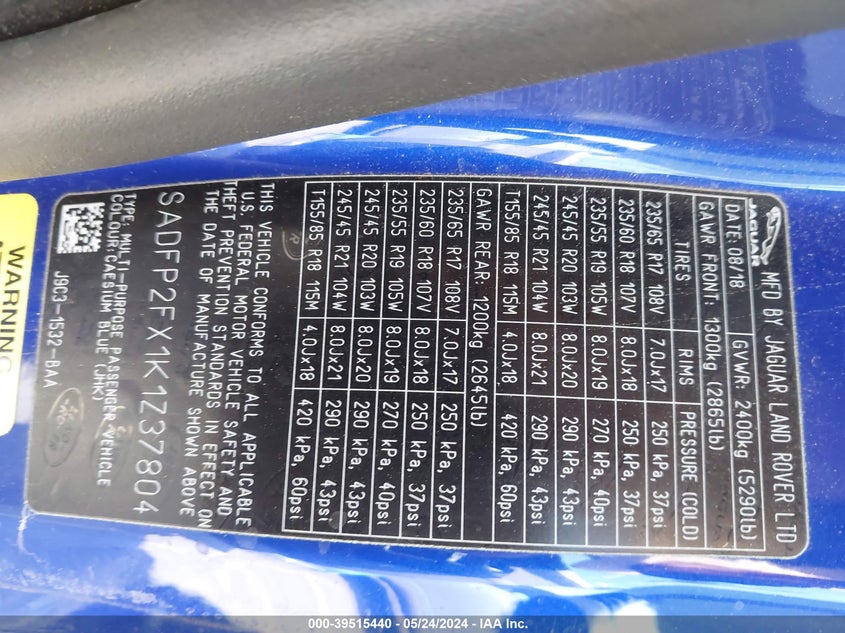 JAGUAR
MFD BY JAGUAR LAND ROVER LTD
DATE: 08/18 GVWR: 2400kg (5290lb)
GAWR FRONT: 1300kg (2865lb)
TIRES RIMS PRESSURE (COLD)
235/65 R17 108V 7.0Jx17 250 kPa, 37psi
235/60 R18 107V 8.0Jx18 250 kPa, 37psi
235/55 R19 105W 8.0Jx19 270 kPa, 40psi
245/45 R20 103W 8.0Jx20 290 kPa, 43psi
245/45 R21 104W 8.0Jx21 290 kPa, 43psi
T155/85 R18 115M 4.0Jx18 420 kPa, 60psi
GAWR REAR: 1200kg (2645lb)
235/65 R17 108V 7.0Jx17 250 kPa, 37psi
235/60 R18 107V 8.0Jx18 250 kPa, 37psi
235/55 R19 105W 8.0Jx19 270 kPa, 40psi
245/45 R20 103W 8.0Jx20 290 kPa, 43psi
245/45 R21 104W 8.0Jx21 290 kPa, 43psi
T155/85 R18 115M 4.0Jx18 420 kPa, 60psi
THIS VEHICLE CONFORMS TO ALL APPLICABLE
U.S. FEDERAL MOTOR VEHICLE SAFETY AND
THEFT PREVENTION STANDARDS IN EFFECT ON
THE DATE OF MANUFACTURE SHOWN ABOVE
SADFP2FX1K1Z37804
TYPE: MULTI-PURPOSE PASSENGER VEHICLE
COLOUR:CAESIUM BLUE (JHK)
J9C3-1532-BAA
WARNING
000-39515440 - 05/24/2024 - IAA Inc.